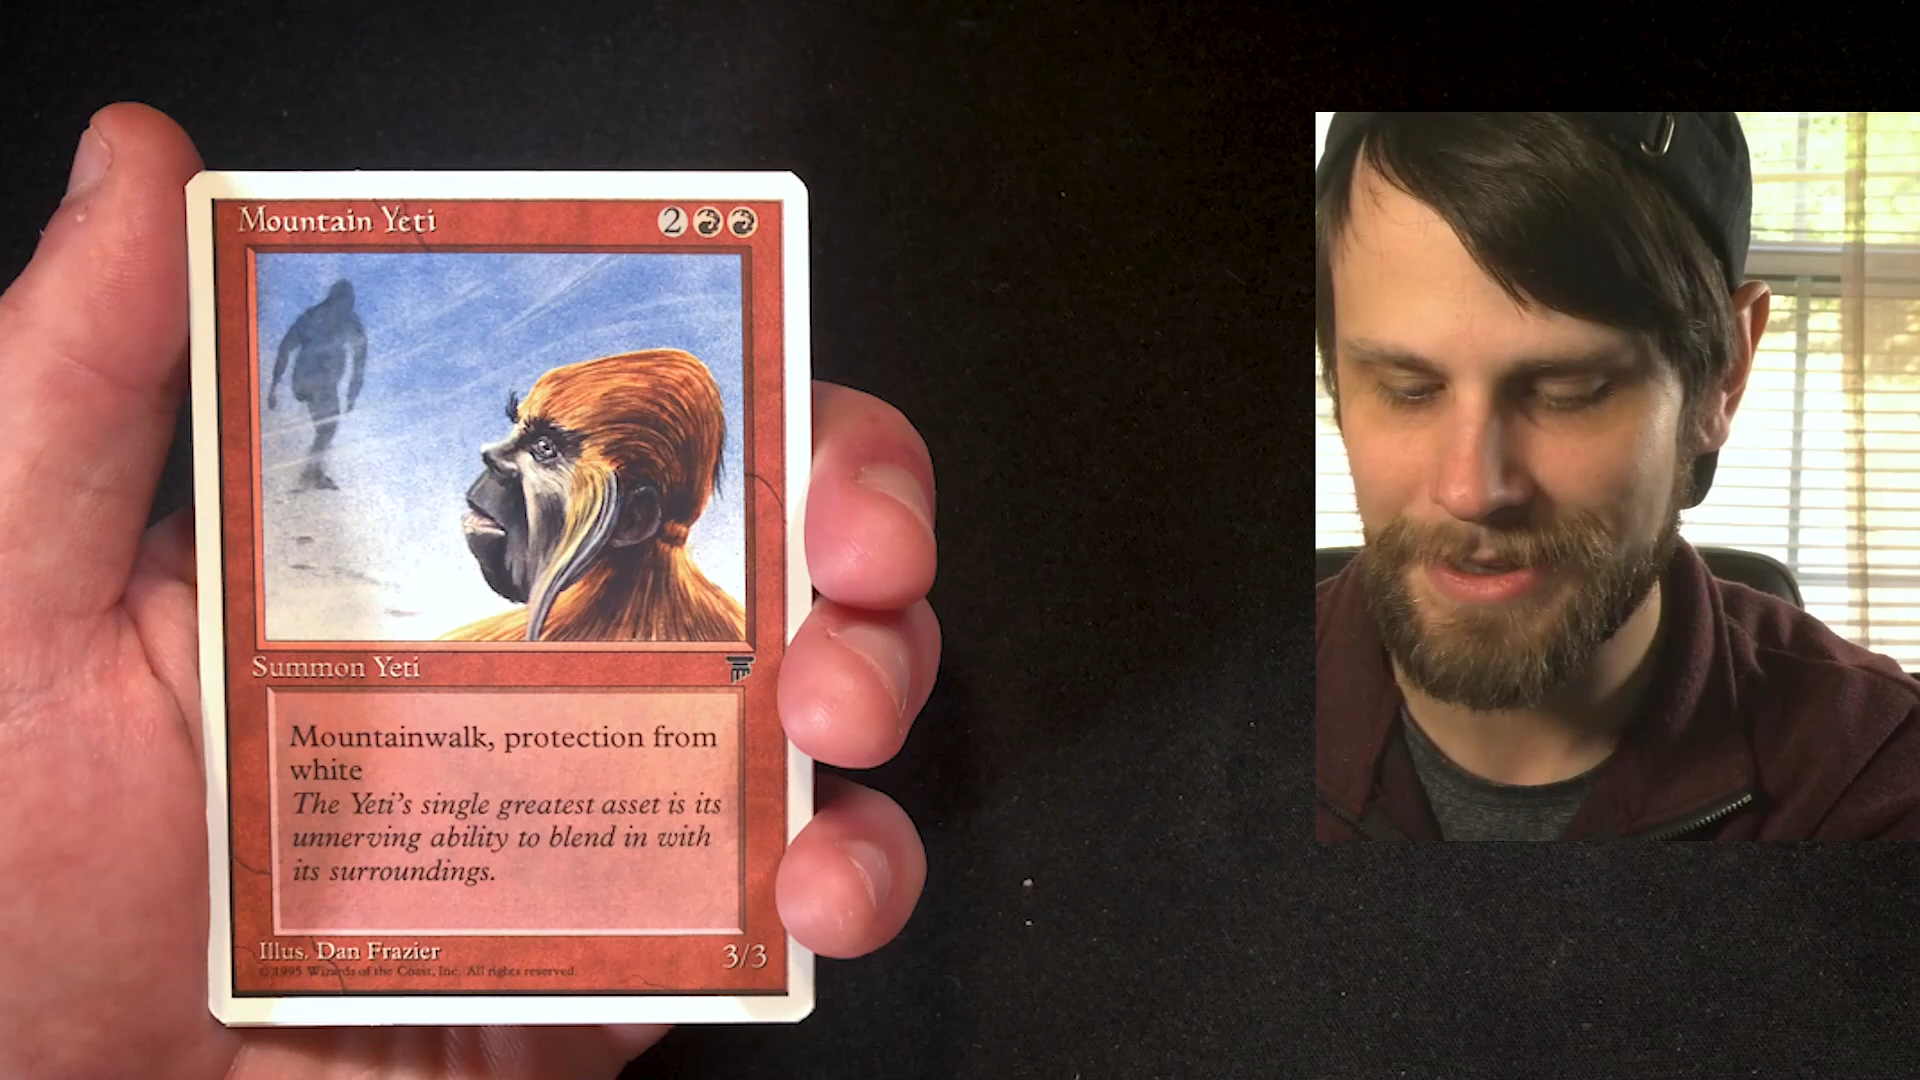 Mountain Yeti 2
Summon Yeti
Mountainwalk, protection from
white
The Yeti's single greatest asset is its
unnerving ability to blend in with
its surroundings.
Illus. Dan Frazier 3/3
© 1995 Wizards of the Coast, Inc. All rights reserved.